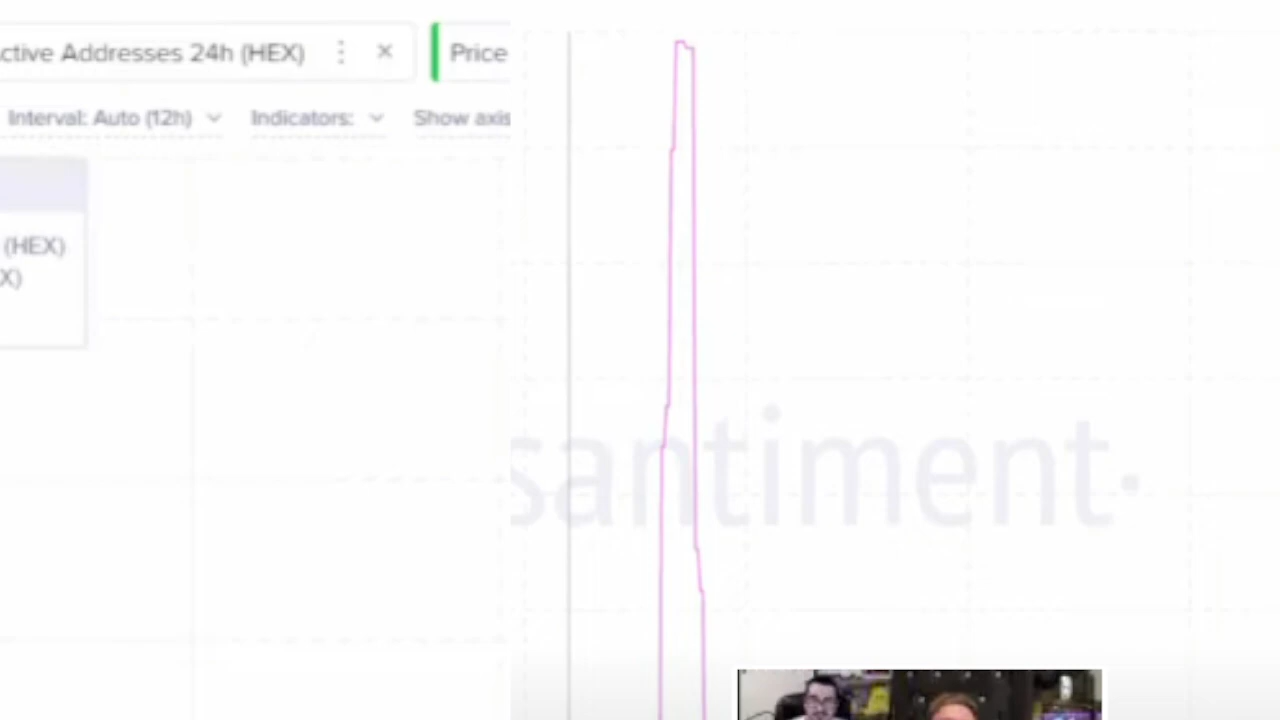 ctive Addresses 24h (HEX)
Price
Interval: Auto (12h)
Indicators:
Show axis
(HEX)
X)
santiment.